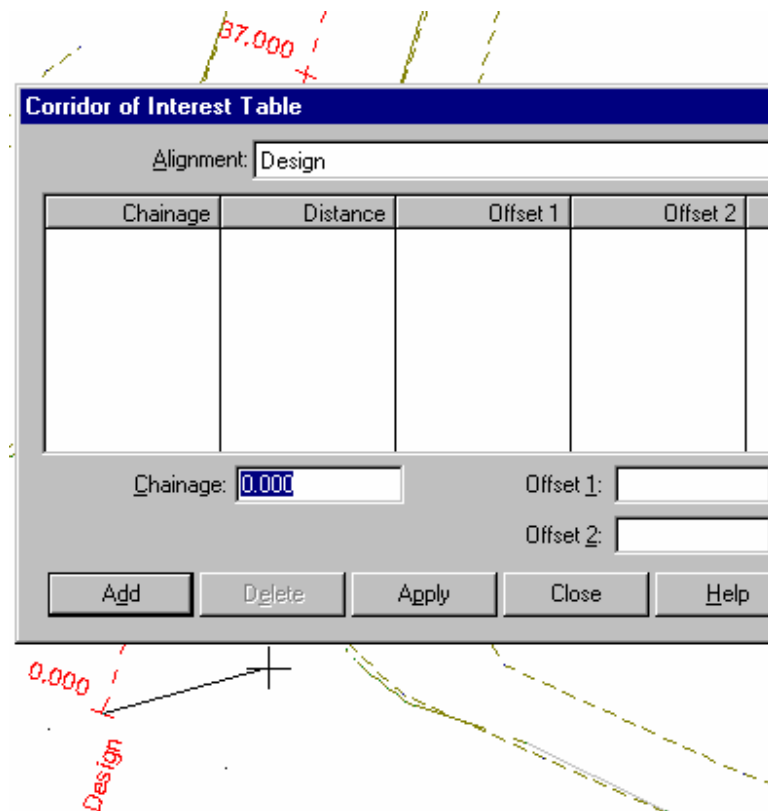 37.000
Corridor of Interest Table
Alignment: Design
Chainage Distance Offset 1 Offset 2
Chainage: 0.000 Offset 1:
Offset 2:
Add Delete Apply Close Help
0.000
Design